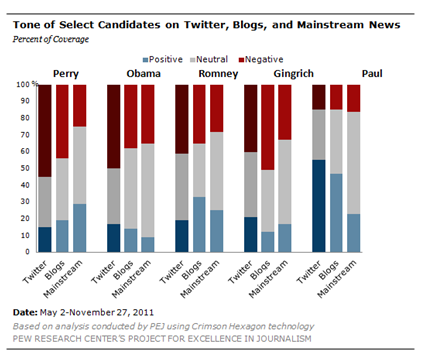 Tone of Select Candidates on Twitter, Blogs, and Mainstream News
Percent of Coverage
Positive Neutral Negative
Perry Obama Romney Gingrich Paul
100 %
90
80
70
60
50
40
30
20
10
0
Twitter Blogs Mainstream Twitter Blogs Mainstream Twitter Blogs Mainstream Twitter Blogs Mainstream Twitter Blogs Mainstream
Date: May 2-November 27, 2011
Based on analysis conducted by PEJ using Crimson Hexagon technology
PEW RESEARCH CENTER'S PROJECT FOR EXCELLENCE IN JOURNALISM